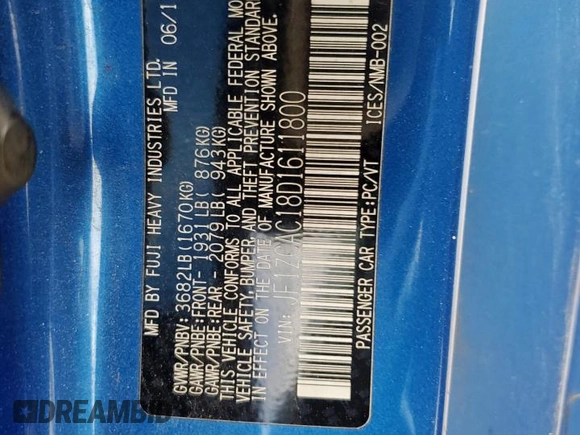 MFD BY FUJI HEAVY INDUSTRIES LTD.
MFD IN 06/1
GVWR/PNBV: 3682LB(1670KG)
GAWR/PNBE:FRONT- 1931LB( 876KG)
GAWR/PNBE:REAR - 2079LB( 943KG)
THIS VEHICLE CONFORMS TO ALL APPLICABLE FEDERAL MO
VEHICLE SAFETY, BUMPER, AND THEFT PREVENTION STANDAR
IN EFFECT ON THE DATE OF MANUFACTURE SHOWN ABOVE.
VIN: JF1Z AC18D1611800
PASSENGER CAR TYPE:PC/VT
ICES/NMB-002
DREAMBID